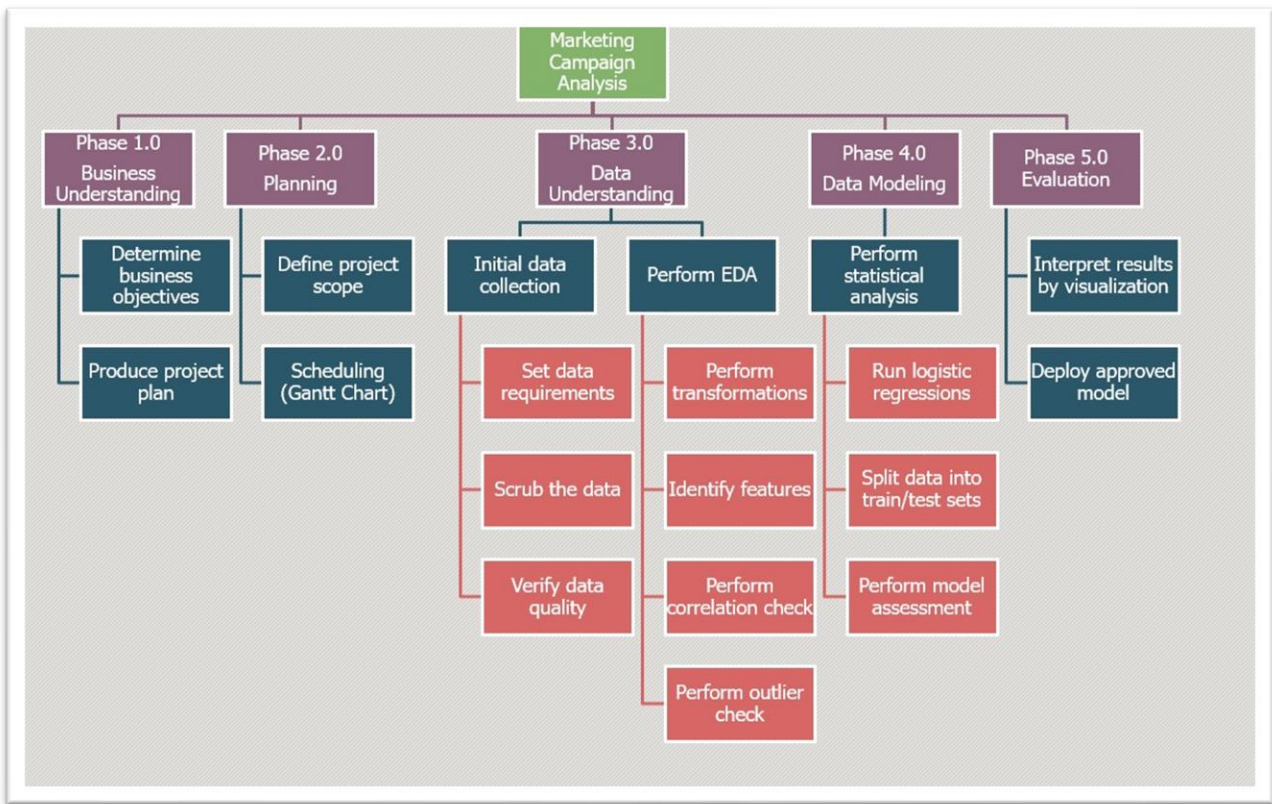 Marketing
Campaign
Analysis
Phase 1.0
Business
Understanding
Phase 2.0
Planning
Phase 3.0
Data
Understanding
Phase 4.0
Data Modeling
Phase 5.0
Evaluation
Determine
business
objectives
Define project
scope
Initial data
collection
Perform EDA
Perform
statistical
analysis
Interpret results
by visualization
Produce project
plan
Scheduling
(Gantt Chart)
Set data
requirements
Perform
transformations
Run logistic
regressions
Deploy approved
model
Scrub the data
Identify features
Split data into
train/test sets
Verify data
quality
Perform
correlation check
Perform model
assessment
Perform outlier
check